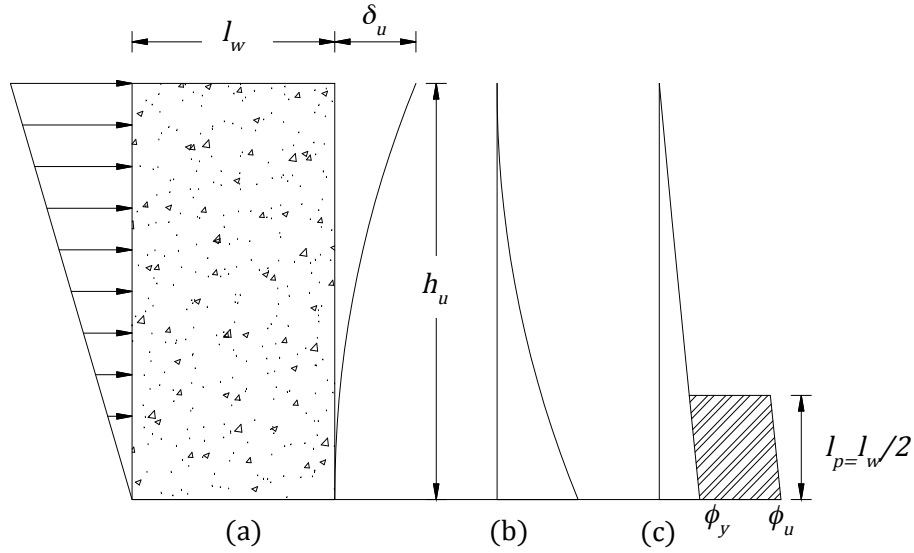 l_w
δ_u
h_u
l_p=l_w/2
ϕ_y
ϕ_u
(a)
(b)
(c)